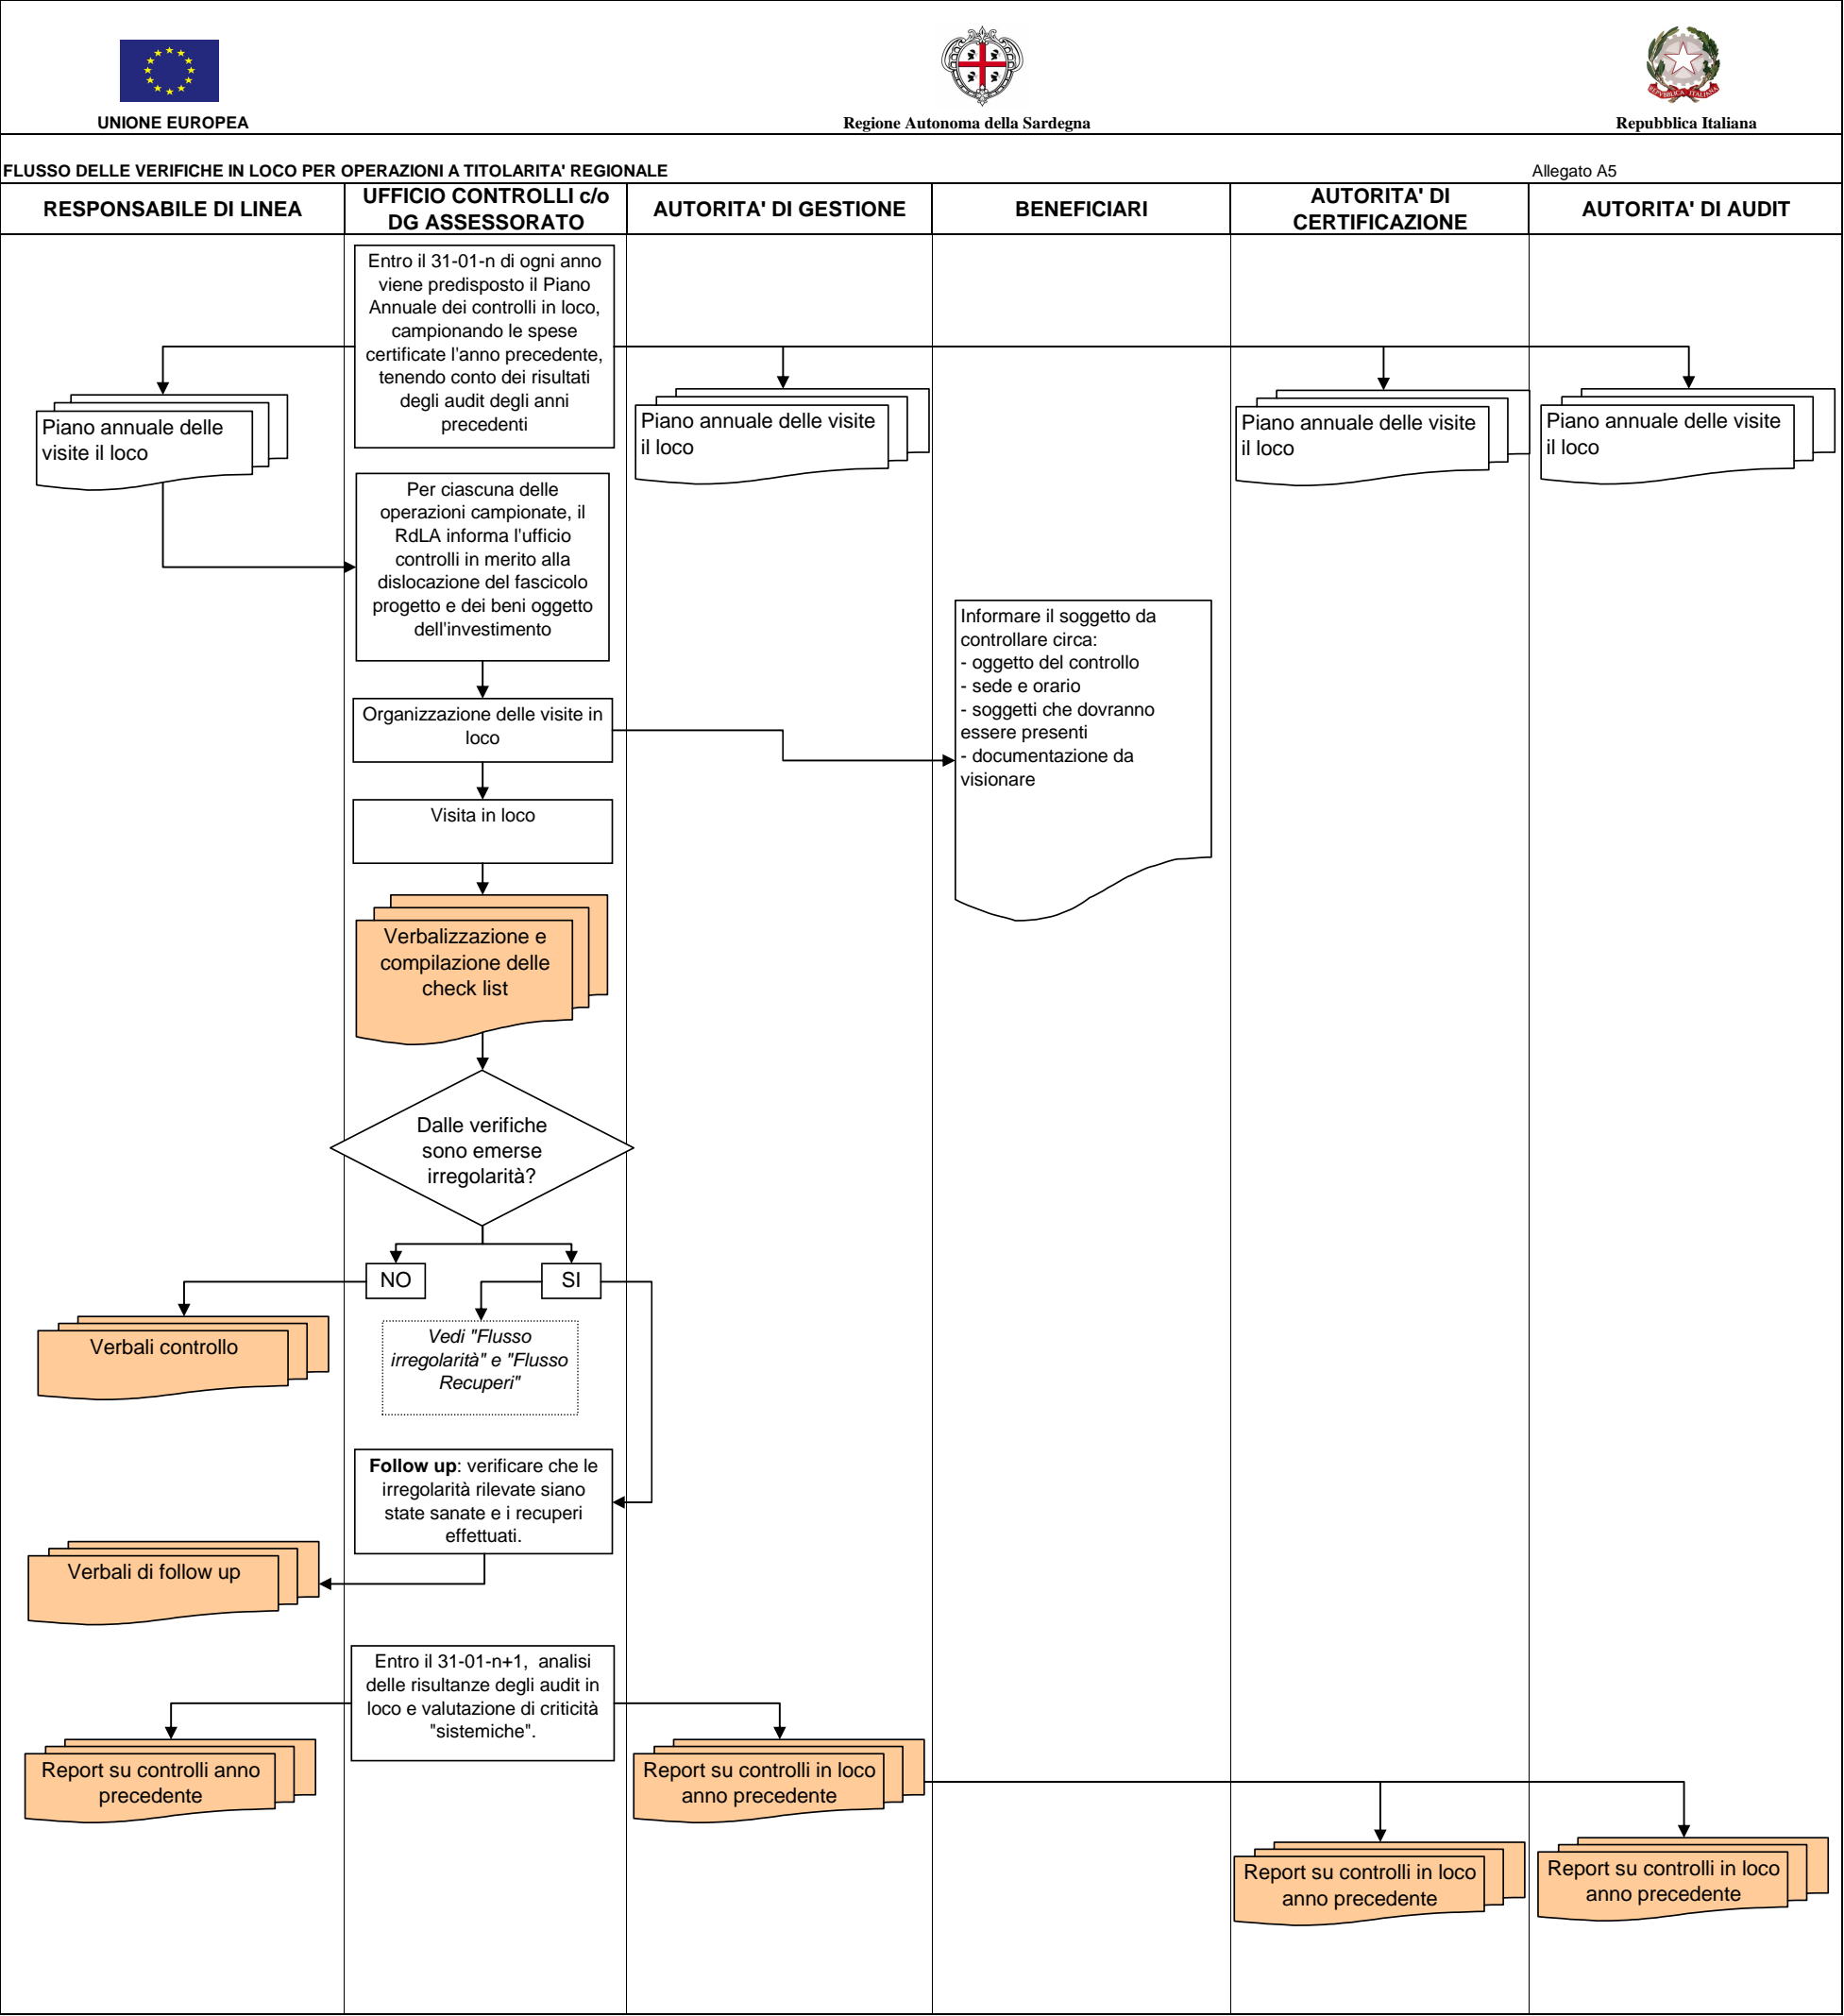 UNIONE EUROPEA
Regione Autonoma della Sardegna
REPVBBLICA ITALIANA
Repubblica Italiana
FLUSSO DELLE VERIFICHE IN LOCO PER OPERAZIONI A TITOLARITA' REGIONALE
Allegato A5
RESPONSABILE DI LINEA
UFFICIO CONTROLLI c/o
DG ASSESSORATO
AUTORITA' DI GESTIONE
BENEFICIARI
AUTORITA' DI
CERTIFICAZIONE
AUTORITA' DI AUDIT
Entro il 31-01-n di ogni anno
viene predisposto il Piano
Annuale dei controlli in loco,
campionando le spese
certificate l'anno precedente,
tenendo conto dei risultati
degli audit degli anni
precedenti
Piano annuale delle
visite il loco
Piano annuale delle visite
il loco
Piano annuale delle visite
il loco
Piano annuale delle visite
il loco
Per ciascuna delle
operazioni campionate, il
RdLA informa l'ufficio
controlli in merito alla
dislocazione del fascicolo
progetto e dei beni oggetto
dell'investimento
Informare il soggetto da
controllare circa:
- oggetto del controllo
- sede e orario
- soggetti che dovranno
essere presenti
- documentazione da
visionare
Organizzazione delle visite in
loco
Visita in loco
Verbalizzazione e
compilazione delle
check list
Dalle verifiche
sono emerse
irregolarità?
NO
SI
Verbali controllo
Vedi "Flusso
irregolarità" e "Flusso
Recuperi"
Follow up: verificare che le
irregolarità rilevate siano
state sanate e i recuperi
effettuati.
Verbali di follow up
Entro il 31-01-n+1,  analisi
delle risultanze degli audit in
loco e valutazione di criticità
"sistemiche".
Report su controlli anno
precedente
Report su controlli in loco
anno precedente
Report su controlli in loco
anno precedente
Report su controlli in loco
anno precedente